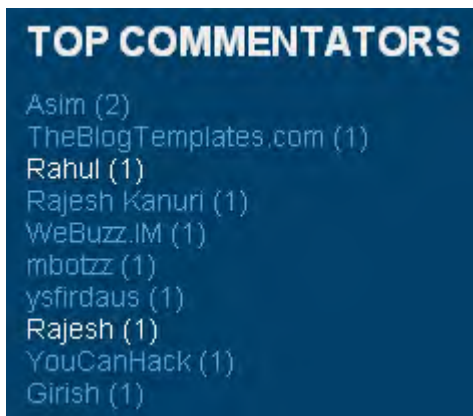 TOP COMMENTATORS
Asim (2)
TheBlogTemplates.com (1)
Rahul (1)
Rajesh Kanuri (1)
WeBuzz.IM (1)
mbotzz (1)
ysfirdaus (1)
Rajesh (1)
YouCanHack (1)
Girish (1)